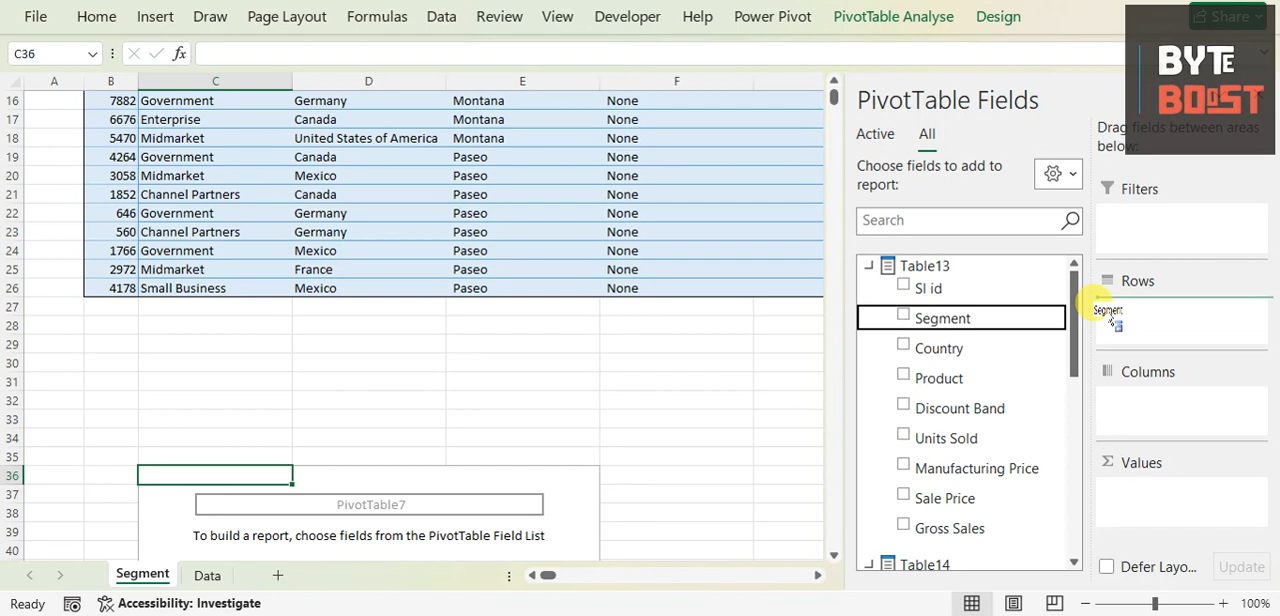 File Home Insert Draw Page Layout Formulas Data Review View Developer Help Power Pivot PivotTable Analyse Design Share
BYTE
BOOST
C36 fx
A B C D E F
16 7882 Government Germany Montana None
17 6676 Enterprise Canada Montana None
18 5470 Midmarket United States of America Montana None
19 4264 Government Canada Paseo None
20 3058 Midmarket Mexico Paseo None
21 1852 Channel Partners Canada Paseo None
22 646 Government Germany Paseo None
23 560 Channel Partners Germany Paseo None
24 1766 Government Mexico Paseo None
25 2972 Midmarket France Paseo None
26 4178 Small Business Mexico Paseo None
27
28
29
30
31
32
33
34
35
36
37
38
39
40
PivotTable7
To build a report, choose fields from the PivotTable Field List
PivotTable Fields
Active All
Choose fields to add to
report:
Search
Table13
SI id
Segment
Country
Product
Discount Band
Units Sold
Manufacturing Price
Sale Price
Gross Sales
Table14
Drag fields between areas
below:
Filters
Rows
Segment
Columns
Σ Values
Defer Layo... Update
Segment Data +
Ready Accessibility: Investigate 100%